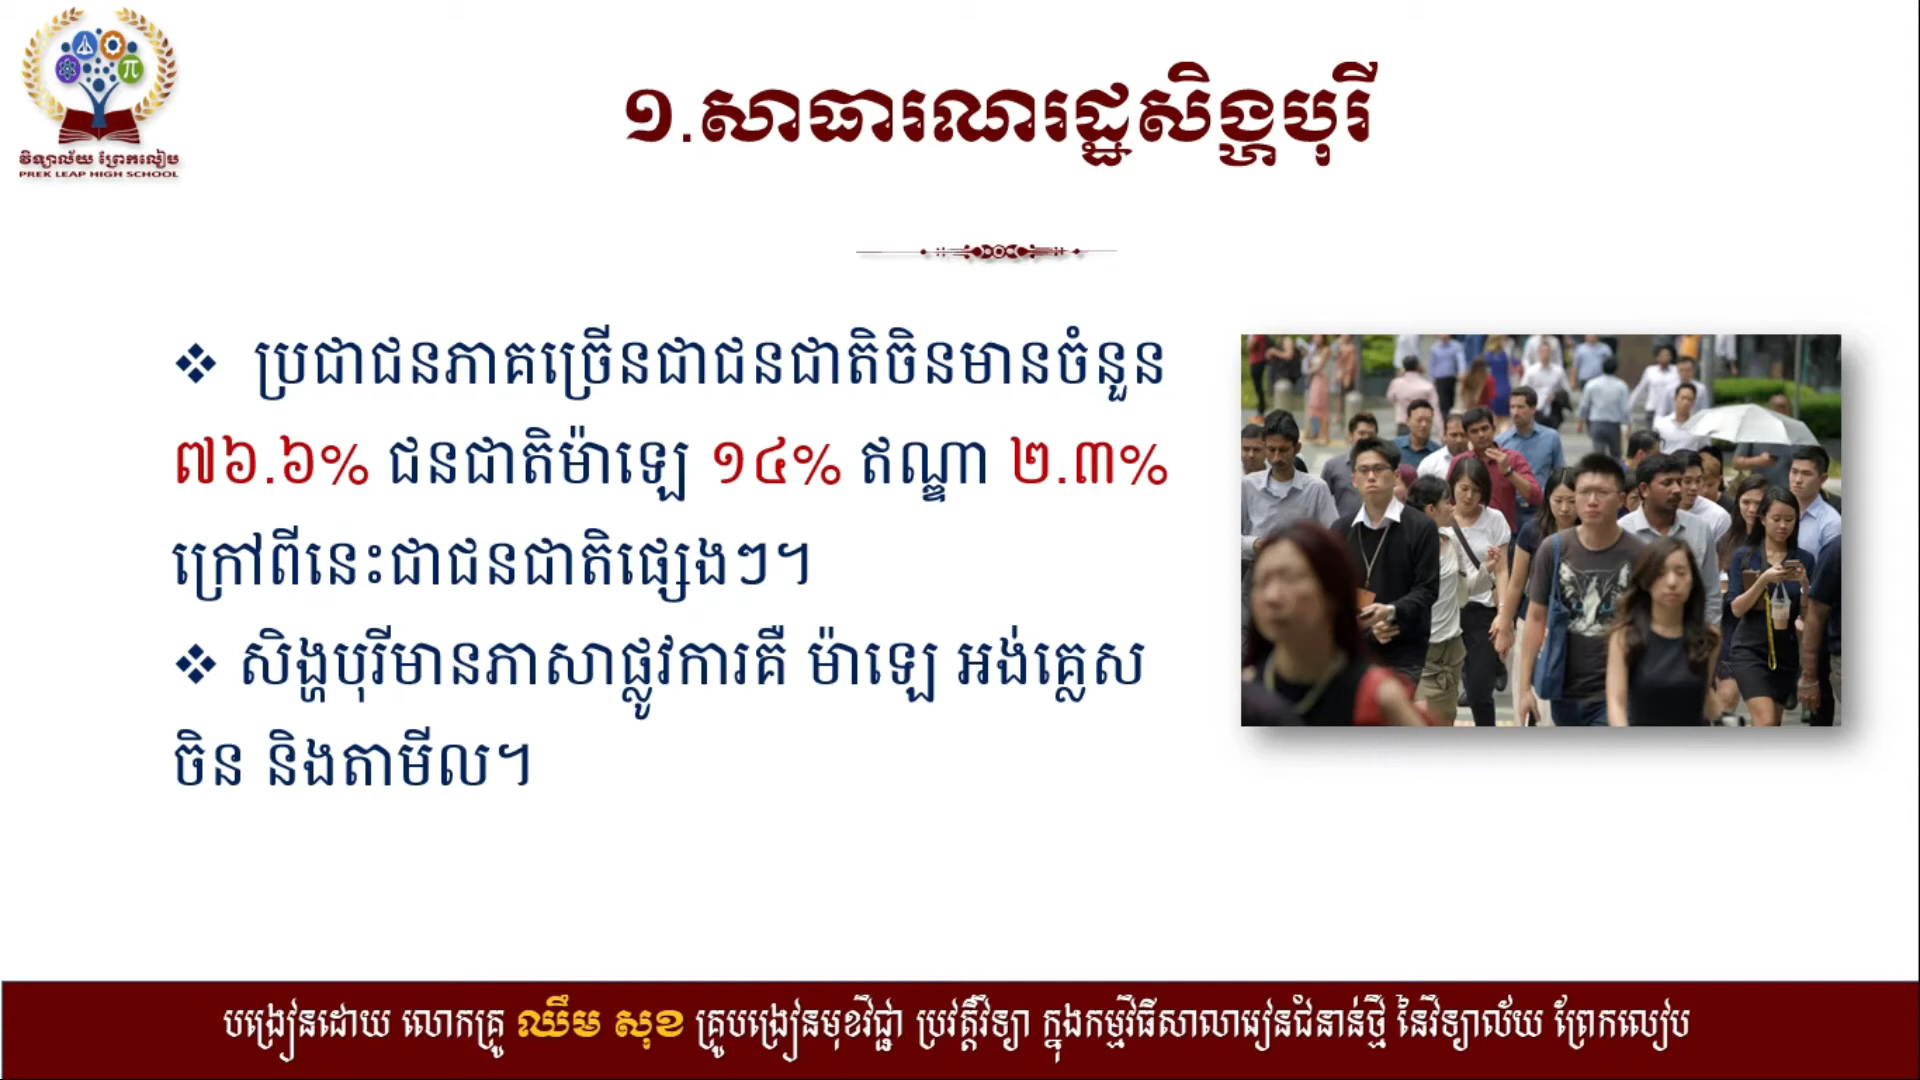 វិទ្យាល័យ ព្រែកលៀប
PREK LEAP HIGH SCHOOL
១.សាធារណរដ្ឋសិង្ហបុរី
❖ ប្រជាជនភាគច្រើនជាជនជាតិចិនមានចំនួន
៧៦.៦% ជនជាតិម៉ាឡេ ១៤% ឥណ្ឌា ២.៣%
ក្រៅពីនេះជាជនជាតិផ្សេងៗ។
❖ សិង្ហបុរីមានភាសាផ្លូវការគឺ ម៉ាឡេ អង់គ្លេស
ចិន និងតាមីល។
បង្រៀនដោយ លោកគ្រូ ឈឹម សុខ គ្រូបង្រៀនមុខវិជ្ជា ប្រវត្តិវិទ្យា ក្នុងកម្មវិធីសាលារៀនជំនាន់ថ្មី នៃវិទ្យាល័យ ព្រែកលៀប